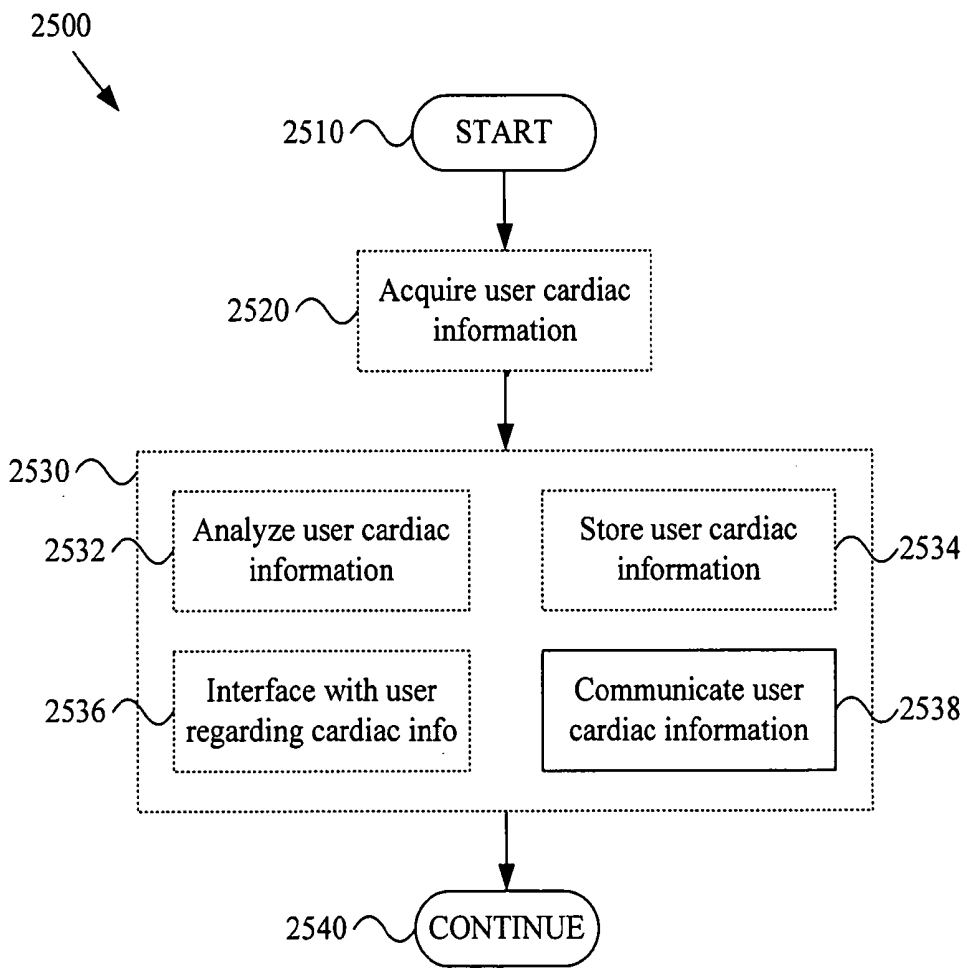 2500
2510
START
2520
Acquire user cardiac
information
2530
2532
Analyze user cardiac
information
Store user cardiac
information
2534
2536
Interface with user
regarding cardiac info
Communicate user
cardiac information
2538
2540
CONTINUE